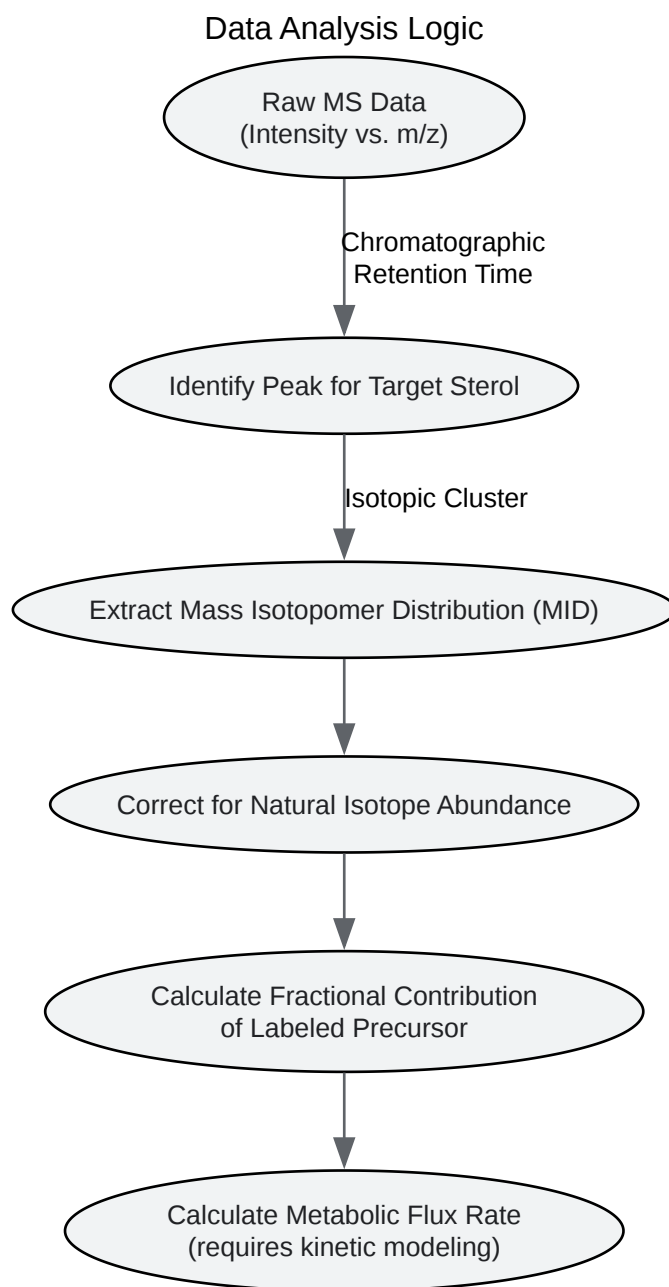 Data Analysis Logic
Raw MS Data
(Intensity vs. m/z)
Chromatographic
Retention Time
Identify Peak for Target Sterol
Isotopic Cluster
Extract Mass Isotopomer Distribution (MID)
Correct for Natural Isotope Abundance
Calculate Fractional Contribution
of Labeled Precursor
Calculate Metabolic Flux Rate
(requires kinetic modeling)